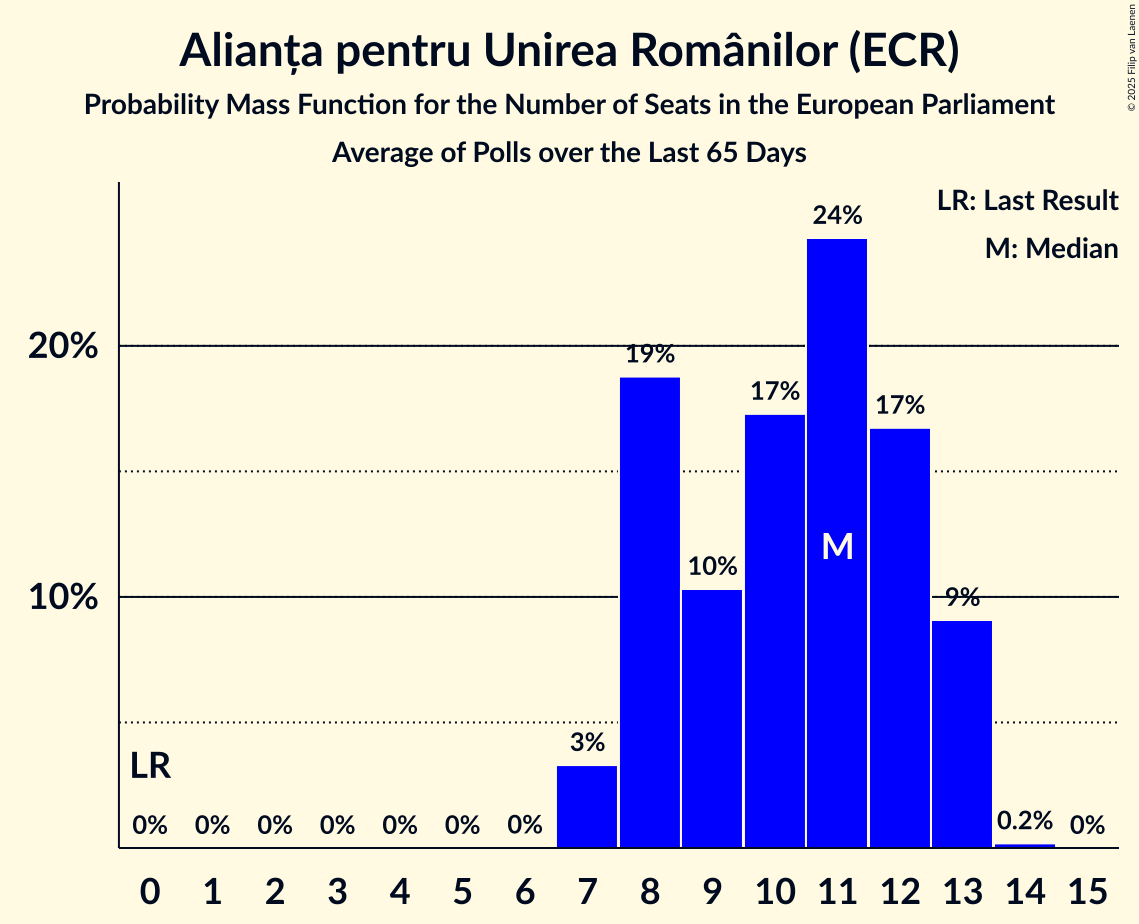 Alianța pentru Unirea Românilor (ECR)
Probability Mass Function for the Number of Seats in the European Parliament
Average of Polls over the Last 65 Days
© 2025 Filip van Laenen
LR: Last Result
M: Median
20%
10%
24%
19%
17%
17%
10%
9%
3%
0.2%
M
LR
0% 0% 0% 0% 0% 0% 0% 0%
0 1 2 3 4 5 6 7 8 9 10 11 12 13 14 15